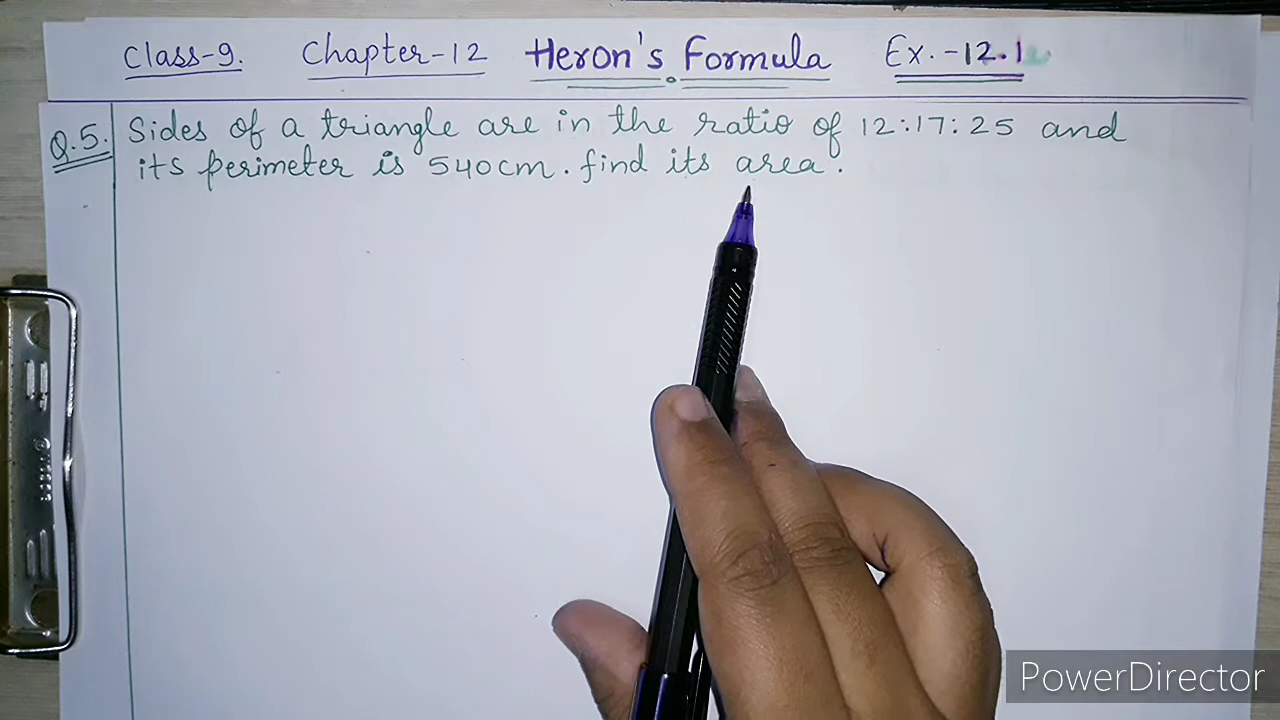 Class-9. Chapter-12 Heron's Formula Ex.-12.1
Q.5. Sides of a triangle are in the ratio of 12:17:25 and
its perimeter is 540cm. find its area.
PowerDirector